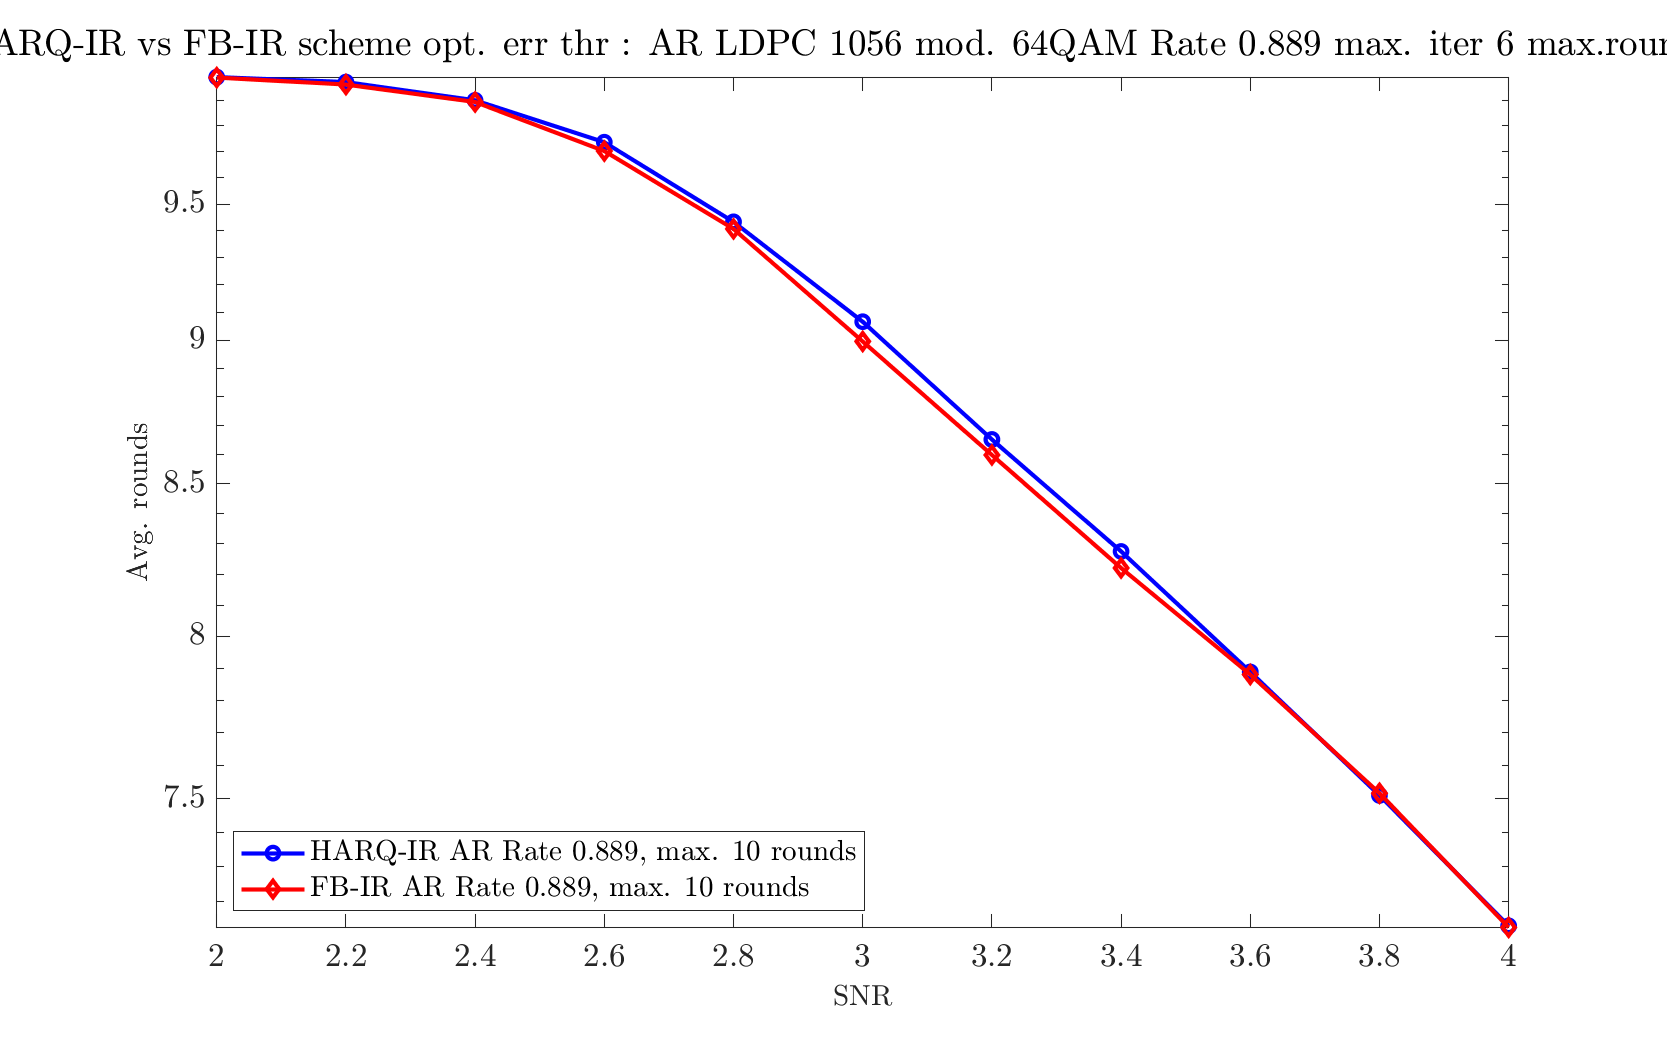 ARQ-IR vs FB-IR scheme opt. err thr : AR LDPC 1056 mod. 64QAM Rate 0.889 max. iter 6 max.roun
9.5
9
8.5
8
7.5
Avg. rounds
HARQ-IR AR Rate 0.889, max. 10 rounds
FB-IR AR Rate 0.889, max. 10 rounds
2 2.2 2.4 2.6 2.8 3 3.2 3.4 3.6 3.8 4
SNR